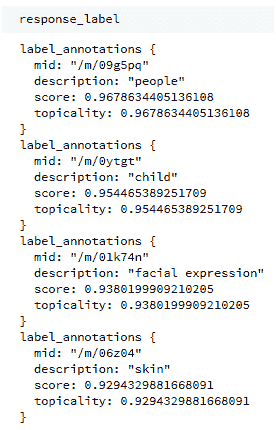 response_label
label_annotations {
mid: "/m/09g5pq"
description: "people"
score: 0.9678634405136108
topicality: 0.9678634405136108
}
label_annotations {
mid: "/m/0ytgt"
description: "child"
score: 0.954465389251709
topicality: 0.954465389251709
}
label_annotations {
mid: "/m/01k74n"
description: "facial expression"
score: 0.9380199909210205
topicality: 0.9380199909210205
}
label_annotations {
mid: "/m/06z04"
description: "skin"
score: 0.9294329881668091
topicality: 0.9294329881668091
}